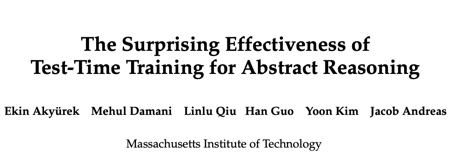 The Surprising Effectiveness of
Test-Time Training for Abstract Reasoning
Ekin Akyürek Mehul Damani Linlu Qiu Han Guo Yoon Kim Jacob Andreas
Massachusetts Institute of Technology